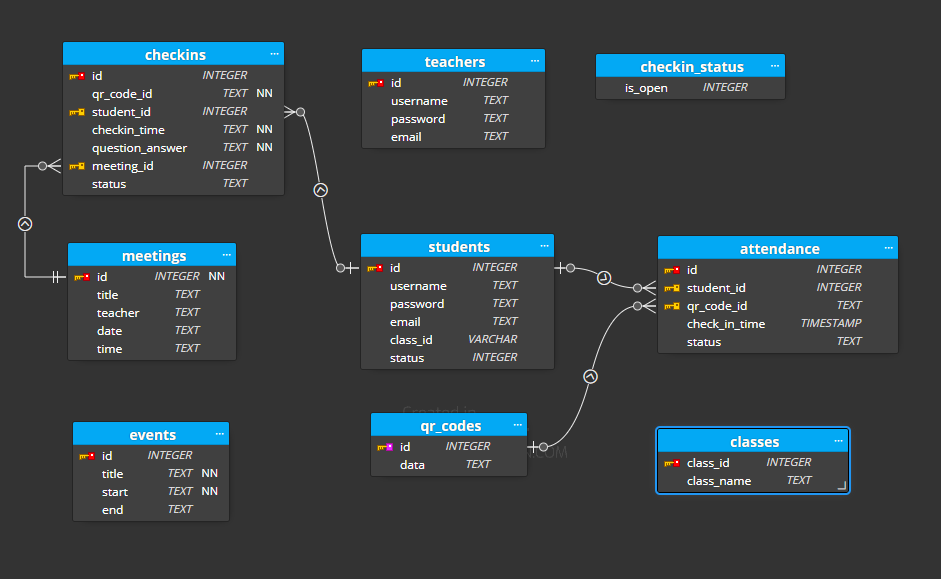 checkins
id INTEGER
qr_code_id TEXT NN
student_id INTEGER
checkin_time TEXT NN
question_answer TEXT NN
meeting_id INTEGER
status TEXT
teachers
id INTEGER
username TEXT
password TEXT
email TEXT
checkin_status
is_open INTEGER
meetings
id INTEGER NN
title TEXT
teacher TEXT
date TEXT
time TEXT
students
id INTEGER
username TEXT
password TEXT
email TEXT
class_id VARCHAR
status INTEGER
attendance
id INTEGER
student_id INTEGER
qr_code_id TEXT
check_in_time TIMESTAMP
status TEXT
events
id INTEGER
title TEXT NN
start TEXT NN
end TEXT
Created in
qr_codes
id INTEGER
data TEXT
classes
class_id INTEGER
class_name TEXT